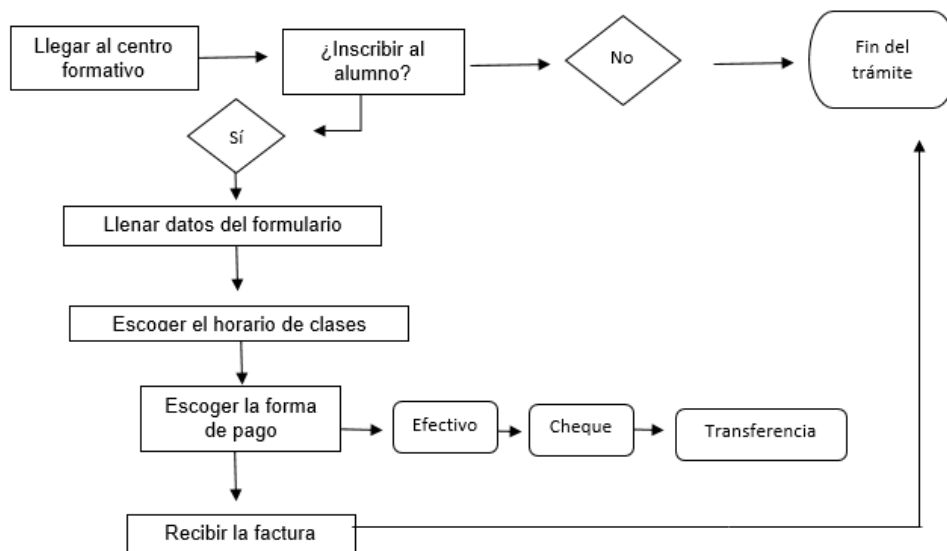 Llegar al centro
formativo
¿Inscribir al
alumno?
No
Fin del
trámite
Sí
Llenar datos del formulario
Escoger el horario de clases
Escoger la forma
de pago
Efectivo
Cheque
Transferencia
Recibir la factura